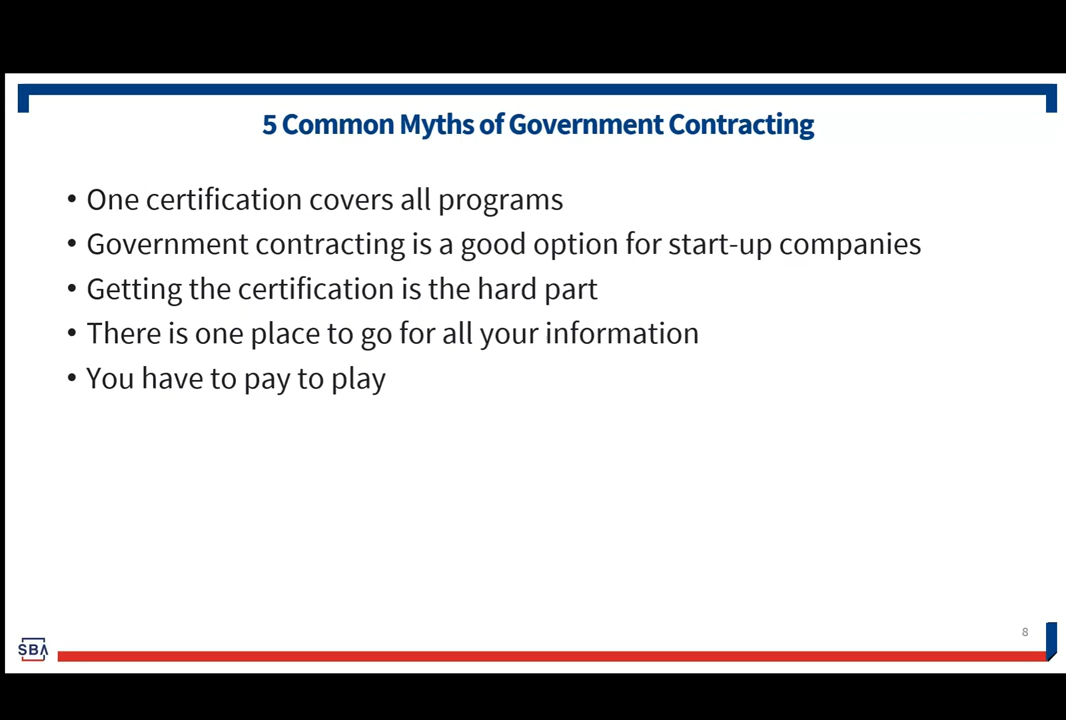 5 Common Myths of Government Contracting
• One certification covers all programs
• Government contracting is a good option for start-up companies
• Getting the certification is the hard part
• There is one place to go for all your information
• You have to pay to play
8
SBA